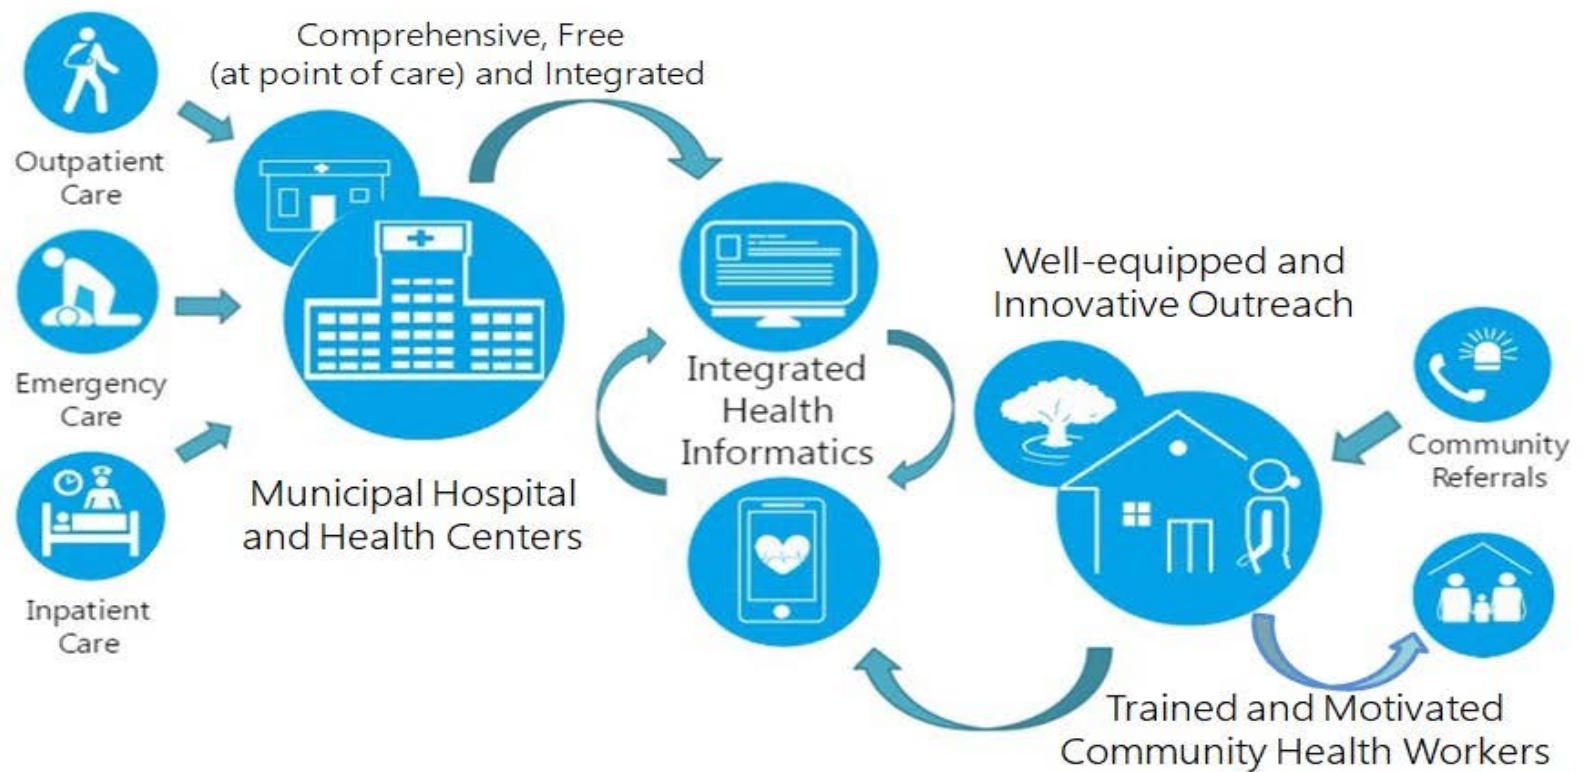 Comprehensive, Free
(at point of care) and Integrated
Outpatient
Care
Emergency
Care
Inpatient
Care
Municipal Hospital
and Health Centers
Integrated
Health
Informatics
Well-equipped and
Innovative Outreach
Community
Referrals
Trained and Motivated
Community Health Workers